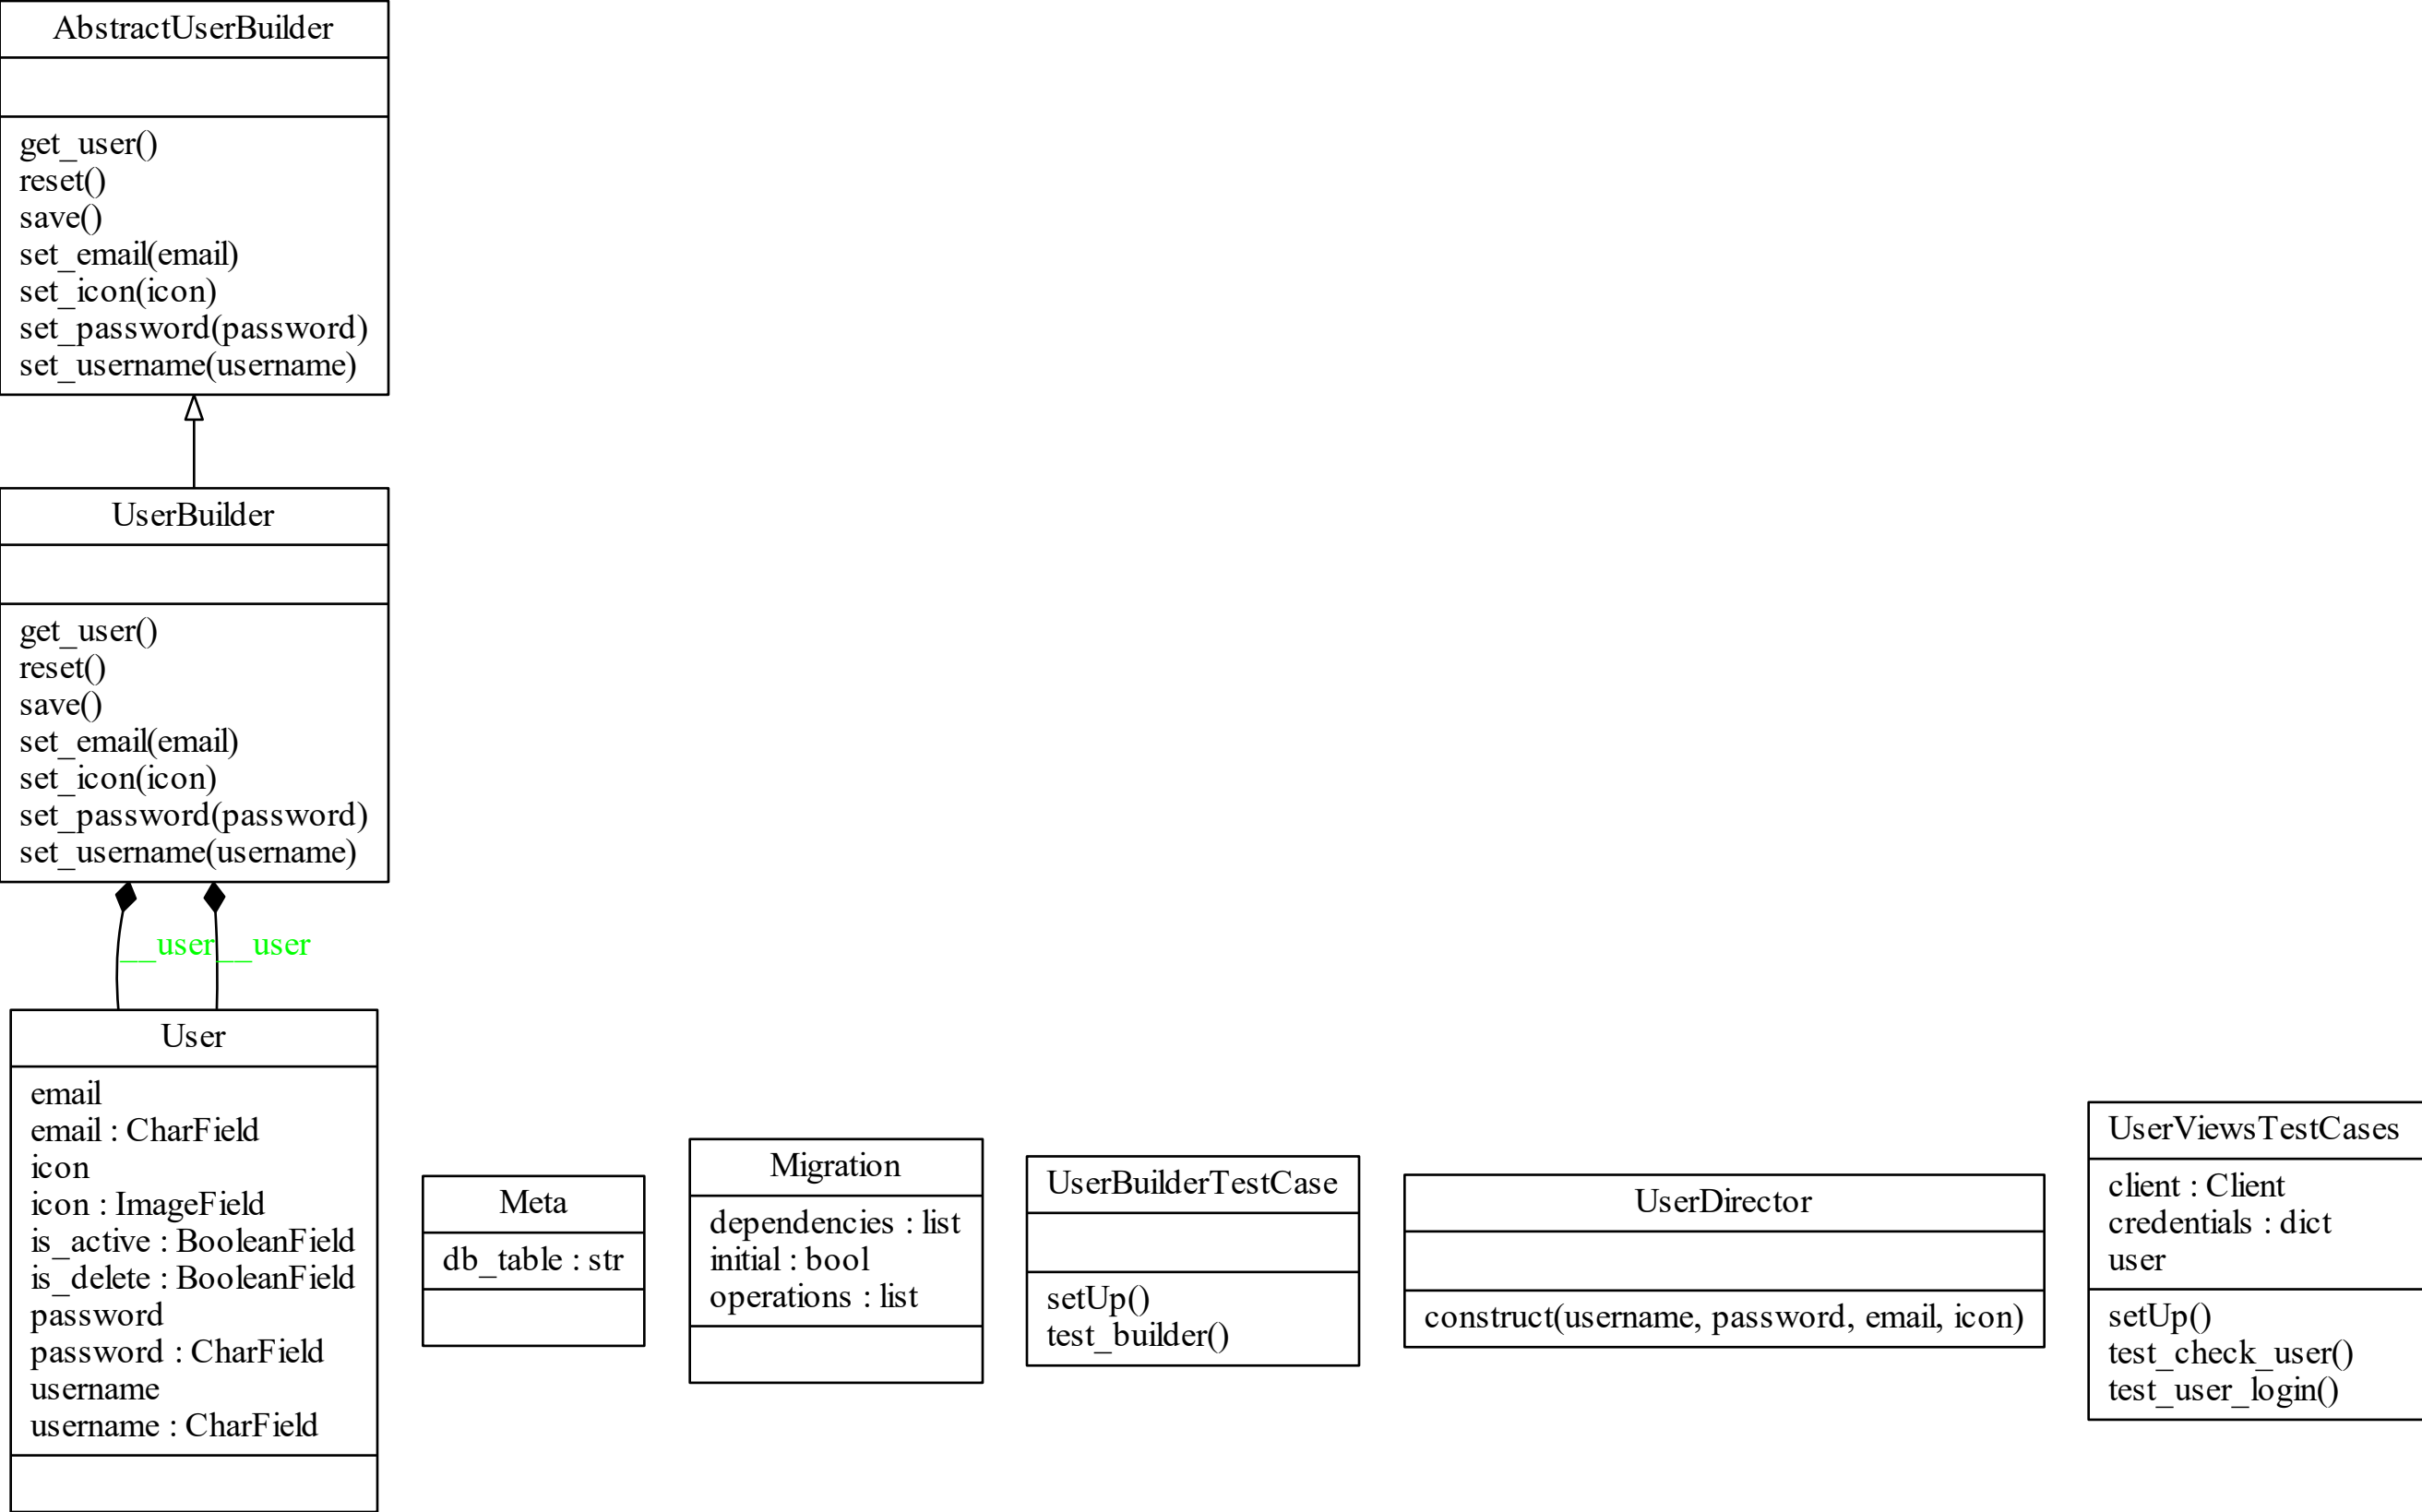 AbstractUserBuilder
get_user()
reset()
save()
set_email(email)
set_icon(icon)
set_password(password)
set_username(username)
UserBuilder
get_user()
reset()
save()
set_email(email)
set_icon(icon)
set_password(password)
set_username(username)
__user __user
User
email
email : CharField
icon
icon : ImageField
is_active : BooleanField
is_delete : BooleanField
password
password : CharField
username
username : CharField
Meta
db_table : str
Migration
dependencies : list
initial : bool
operations : list
UserBuilderTestCase
setUp()
test_builder()
UserDirector
construct(username, password, email, icon)
UserViewsTestCases
client : Client
credentials : dict
user
setUp()
test_check_user()
test_user_login()